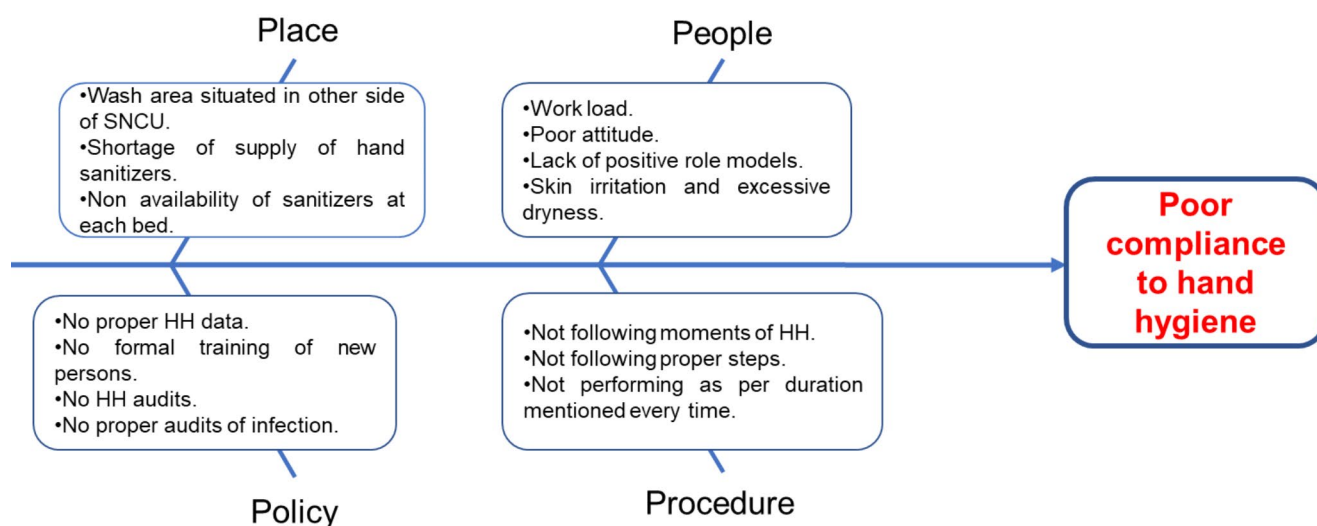 Place
•Wash area situated in other side
of SNCU.
•Shortage of supply of hand
sanitizers.
•Non availability of sanitizers at
each bed.
People
•Work load.
•Poor attitude.
•Lack of positive role models.
•Skin irritation and excessive
dryness.
Poor
compliance
to hand
hygiene
•No proper HH data.
•No formal training of new
persons.
•No HH audits.
•No proper audits of infection.
Policy
•Not following moments of HH.
•Not following proper steps.
•Not performing as per duration
mentioned every time.
Procedure